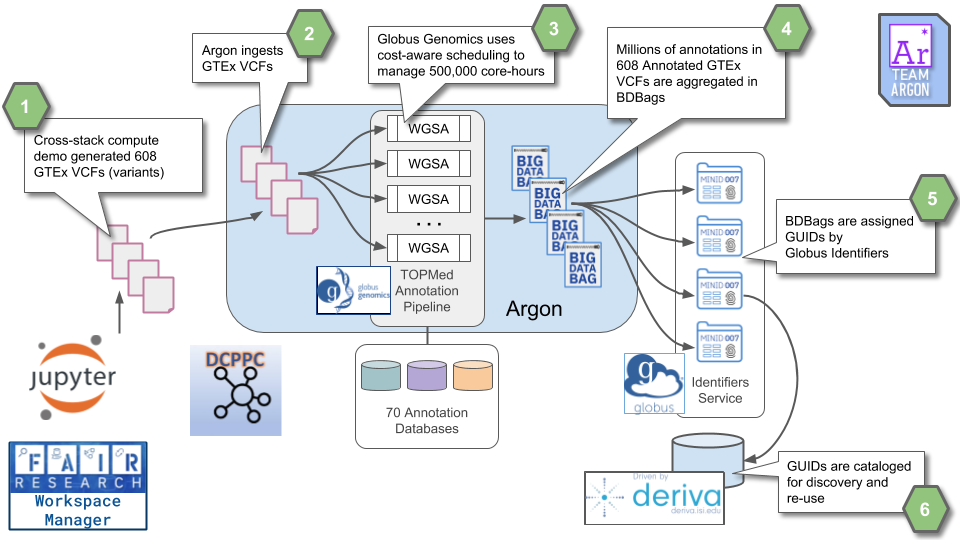 1
Cross-stack compute
demo generated 608
GTEx VCFs (variants)
2
Argon ingests
GTEx VCFs
3
Globus Genomics uses
cost-aware scheduling to
manage 500,000 core-hours
4
Millions of annotations in
608 Annotated GTEx
VCFs are aggregated in
BDBags
Ar
*
TEAM
ARGON
WGSA
WGSA
WGSA
...
WGSA
TOPMed
Annotation
Pipeline
g
globus
genomics
Argon
BIG
DATA
BAG
BIG
DATA
BAG
BIG
DATA
BAG
BIG
DATA
BAG
MINID 007
MINID 007
MINID 007
MINID 007
Identifiers
Service
g
globus
5
BDBags are assigned
GUIDs by
Globus Identifiers
jupyter
DCPPC
70 Annotation
Databases
FAIR
RESEARCH
Workspace
Manager
Driven by
deriva
deriva.isi.edu
GUIDs are cataloged
for discovery and
re-use
6